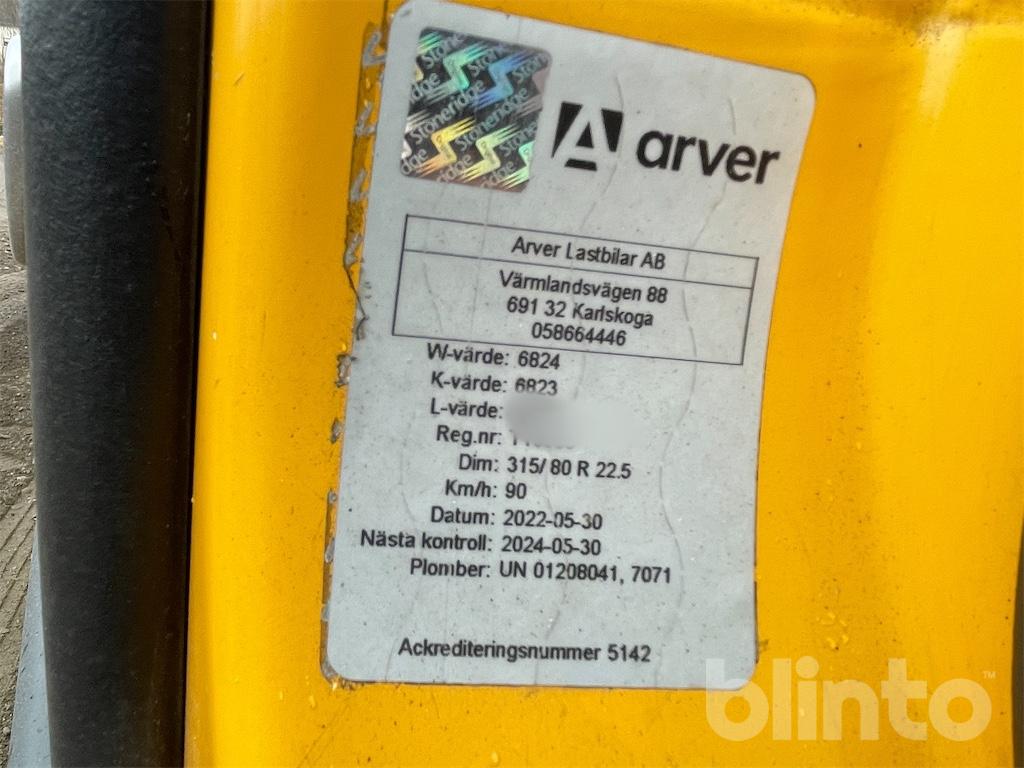 Stoneridge
arver
Arver Lastbilar AB
Värmlandsvägen 88
691 32 Karlskoga
058664446
W-värde: 6824
K-värde: 6823
L-värde:
Reg.nr:
Dim: 315/ 80 R 22.5
Km/h: 90
Datum: 2022-05-30
Nästa kontroll: 2024-05-30
Plomber: UN 01208041, 7071
Ackrediteringsnummer 5142
blinto™